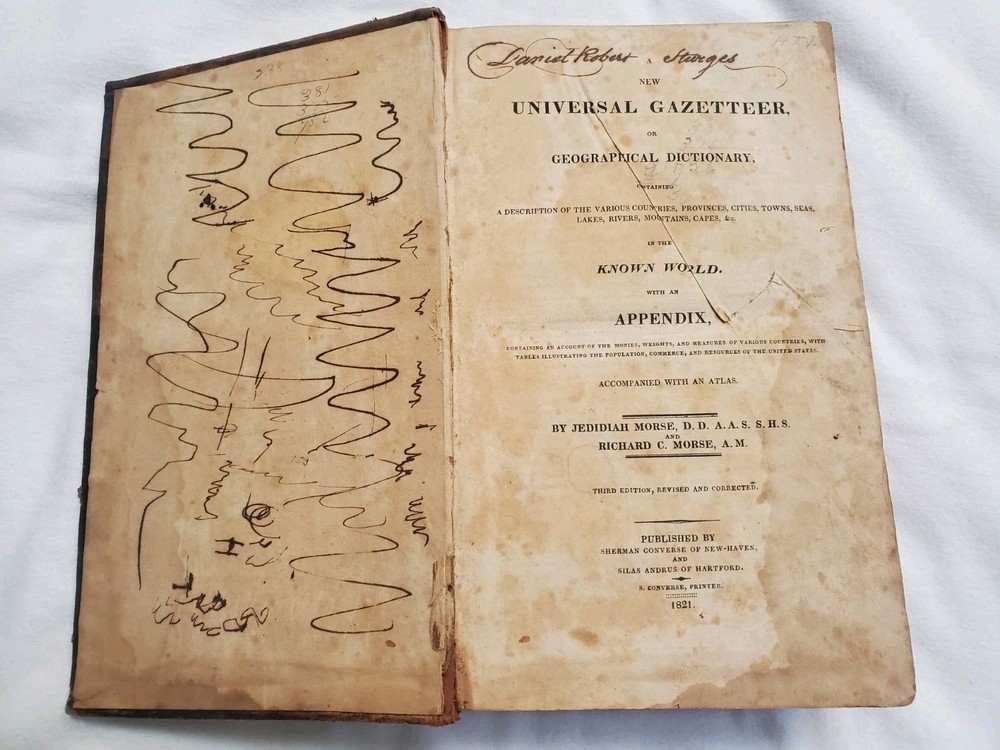 238
381
Daniel Robert Sturges
A
NEW
UNIVERSAL GAZETTEER,
OR
GEOGRAPHICAL DICTIONARY,
CONTAINING
A DESCRIPTION OF THE VARIOUS COUNTRIES, PROVINCES, CITIES, TOWNS, SEAS,
LAKES, RIVERS, MOUNTAINS, CAPES, &c.
IN THE
KNOWN WORLD.
WITH AN
APPENDIX,
CONTAINING AN ACCOUNT OF THE MONIES, WEIGHTS, AND MEASURES OF VARIOUS COUNTRIES, WITH
TABLES ILLUSTRATING THE POPULATION, COMMERCE, AND RESOURCES OF THE UNITED STATES.
ACCOMPANIED WITH AN ATLAS.
BY JEDIDIAH MORSE, D. D. A. A. S. S. H. S.
AND
RICHARD C. MORSE, A. M.
THIRD EDITION, REVISED AND CORRECTED.
PUBLISHED BY
SHERMAN CONVERSE OF NEW-HAVEN,
AND
SILAS ANDRUS OF HARTFORD.
S. CONVERSE, PRINTER.
1821.